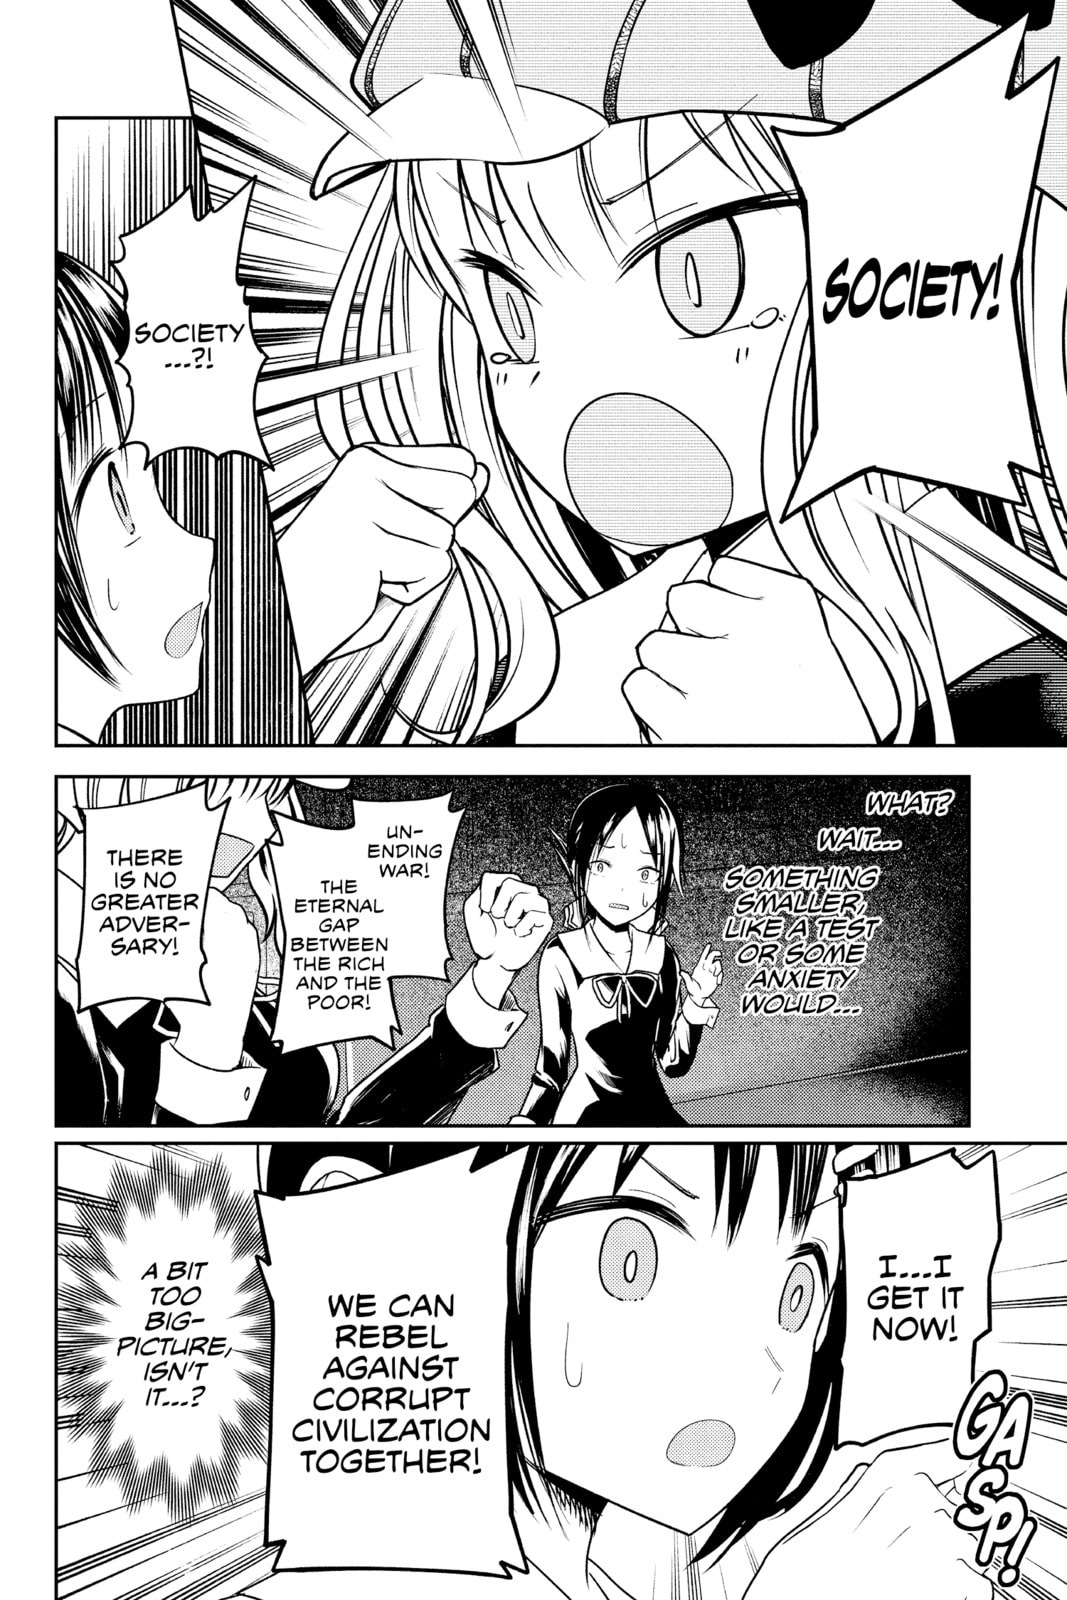 SOCIETY!
SOCIETY
...?!
WHAT?
WAIT...
SOMETHING
SMALLER,
LIKE A TEST
OR SOME
ANXIETY
WOULD...
UN-
ENDING
WAR!
THE
ETERNAL
GAP
BETWEEN
THE RICH
AND THE
POOR!
THERE
IS NO
GREATER
ADVER-
SARY!
I...I
GET IT
NOW!
GASP!
WE CAN
REBEL
AGAINST
CORRUPT
CIVILIZATION
TOGETHER!
A BIT
TOO
BIG-
PICTURE,
ISN'T
IT...?